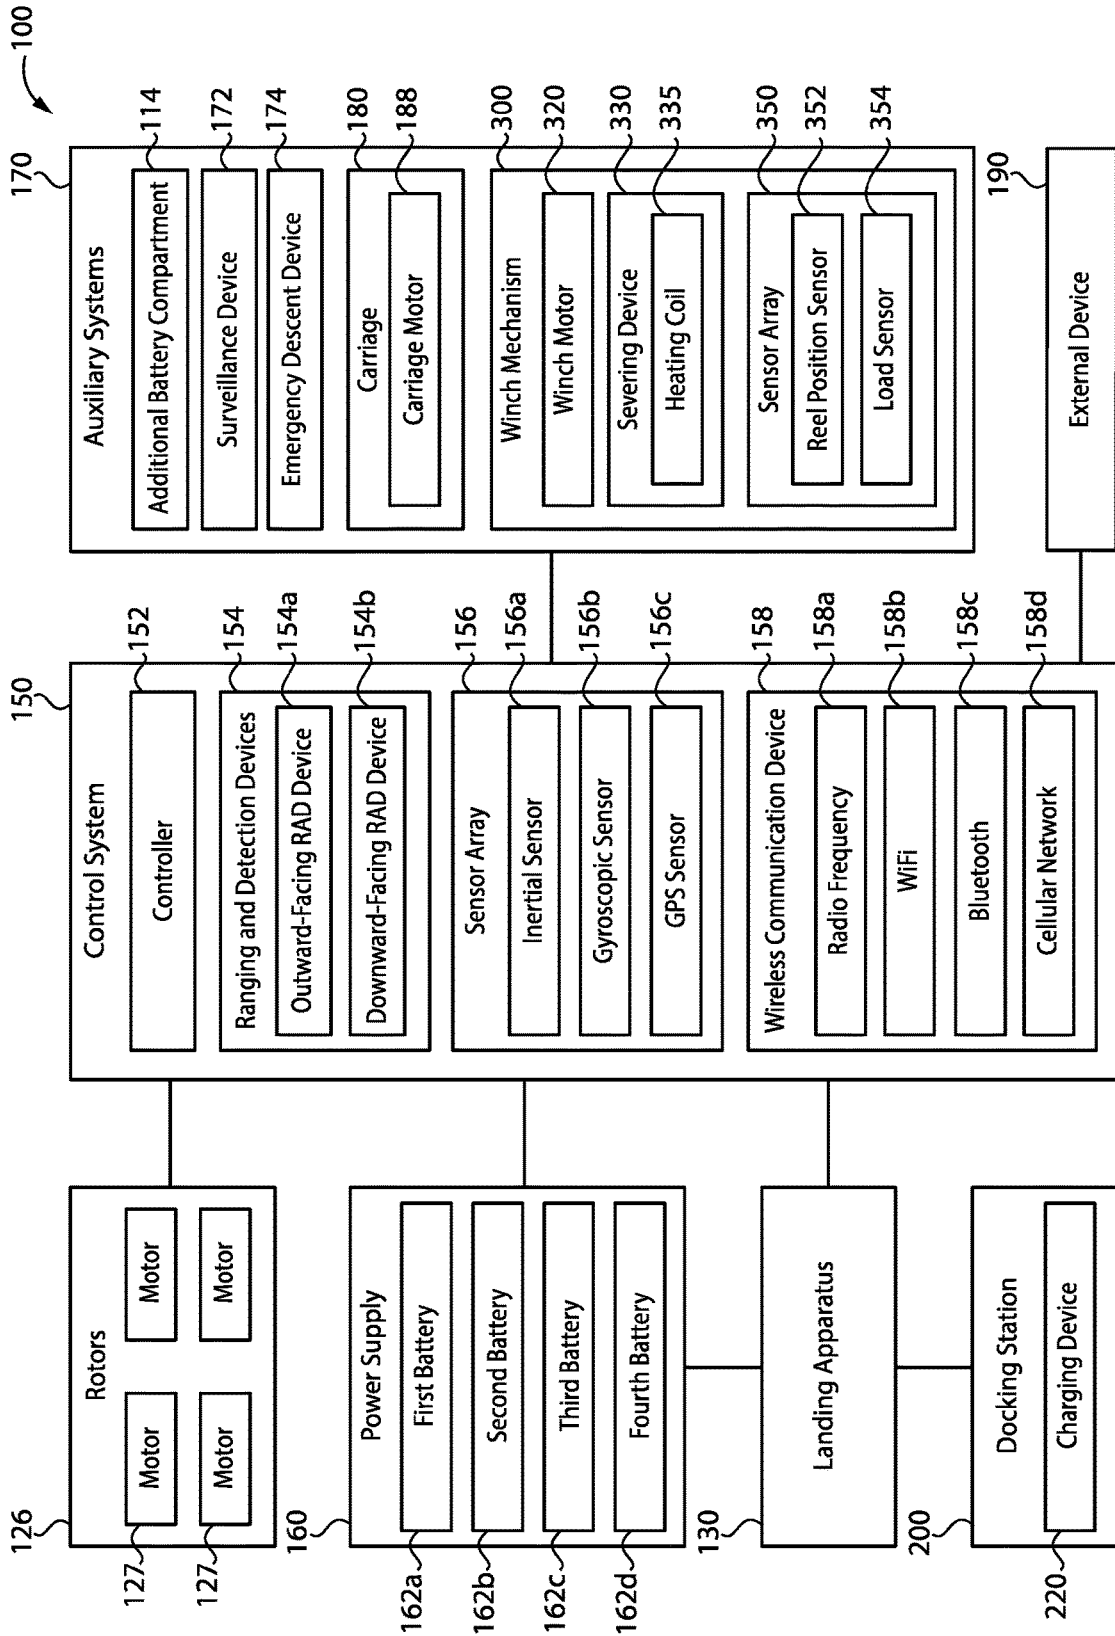 100
126
Rotors
Motor
Motor
127
Motor
Motor
127
160
Power Supply
162a
First Battery
162b
Second Battery
162c
Third Battery
162d
Fourth Battery
130
Landing Apparatus
200
Docking Station
220
Charging Device
150
Control System
Controller
152
Ranging and Detection Devices
154
Outward-Facing RAD Device
154a
Downward-Facing RAD Device
154b
Sensor Array
156
Inertial Sensor
156a
Gyroscopic Sensor
156b
GPS Sensor
156c
Wireless Communication Device
158
Radio Frequency
158a
WiFi
158b
Bluetooth
158c
Cellular Network
158d
170
Auxiliary Systems
Additional Battery Compartment
114
Surveillance Device
172
Emergency Descent Device
174
Carriage
180
Carriage Motor
188
Winch Mechanism
300
Winch Motor
320
Severing Device
330
Heating Coil
335
Sensor Array
350
Reel Position Sensor
352
Load Sensor
354
190
External Device